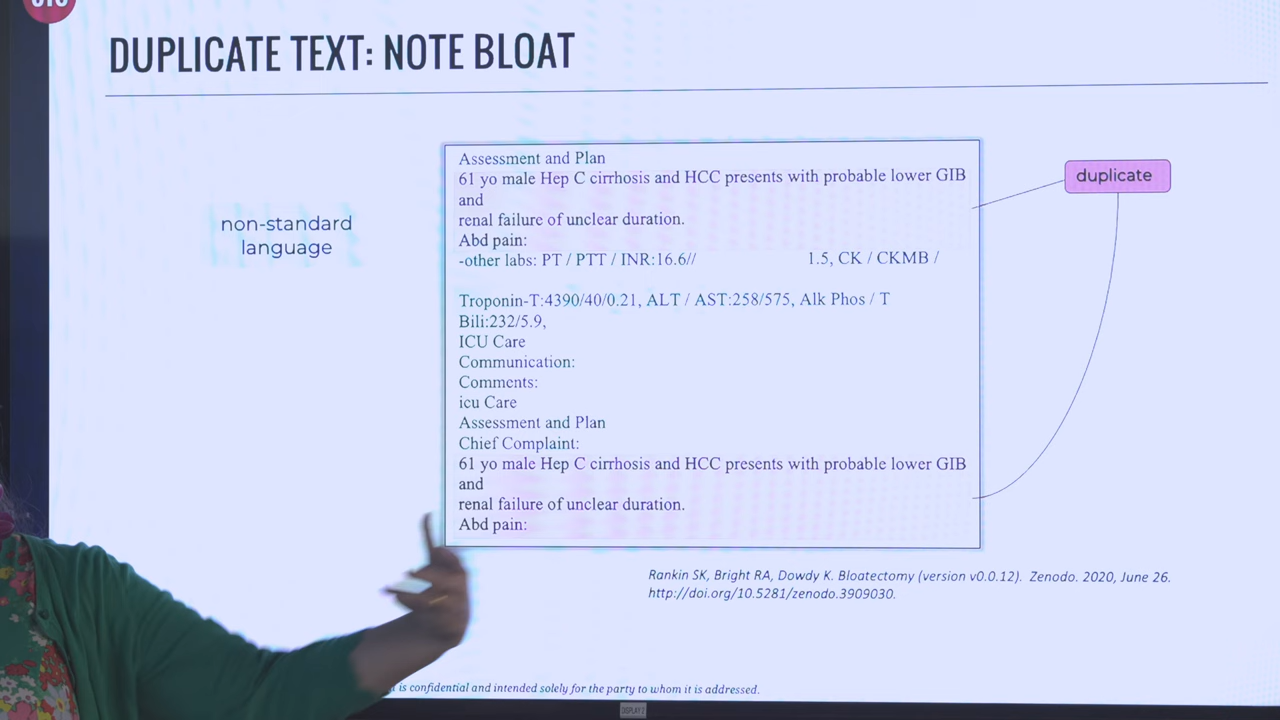 DUPLICATE TEXT: NOTE BLOAT
non-standard
language
Assessment and Plan
61 yo male Hep C cirrhosis and HCC presents with probable lower GIB
and
renal failure of unclear duration.
Abd pain:
-other labs: PT / PTT / INR:16.6// 1.5, CK / CKMB /
Troponin-T:4390/40/0.21, ALT / AST:258/575, Alk Phos / T
Bili:232/5.9,
ICU Care
Communication:
Comments:
icu Care
Assessment and Plan
Chief Complaint:
61 yo male Hep C cirrhosis and HCC presents with probable lower GIB
and
renal failure of unclear duration.
Abd pain:
duplicate
Rankin SK, Bright RA, Dowdy K. Bloatectomy (version v0.0.12). Zenodo. 2020, June 26.
http://doi.org/10.5281/zenodo.3909030.
is confidential and intended solely for the party to whom it is addressed.